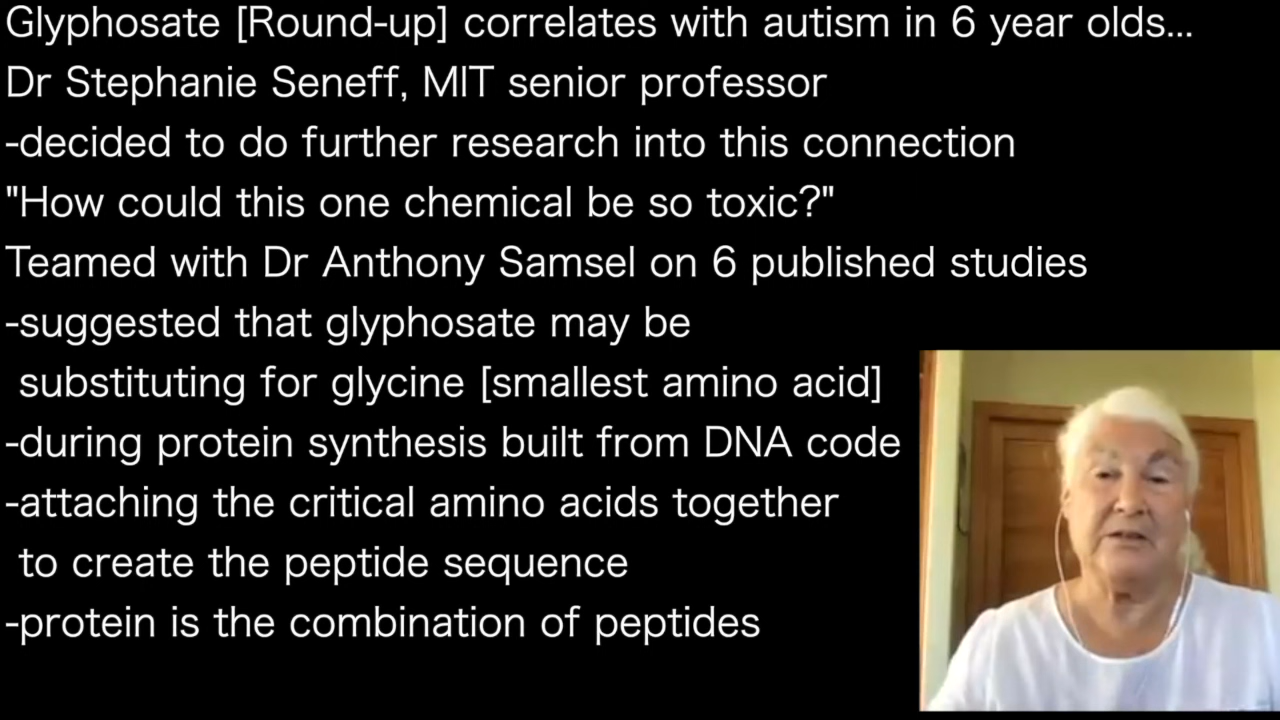 Glyphosate [Round-up] correlates with autism in 6 year olds...
Dr Stephanie Seneff, MIT senior professor
-decided to do further research into this connection
"How could this one chemical be so toxic?"
Teamed with Dr Anthony Samsel on 6 published studies
-suggested that glyphosate may be
substituting for glycine [smallest amino acid]
-during protein synthesis built from DNA code
-attaching the critical amino acids together
to create the peptide sequence
-protein is the combination of peptides